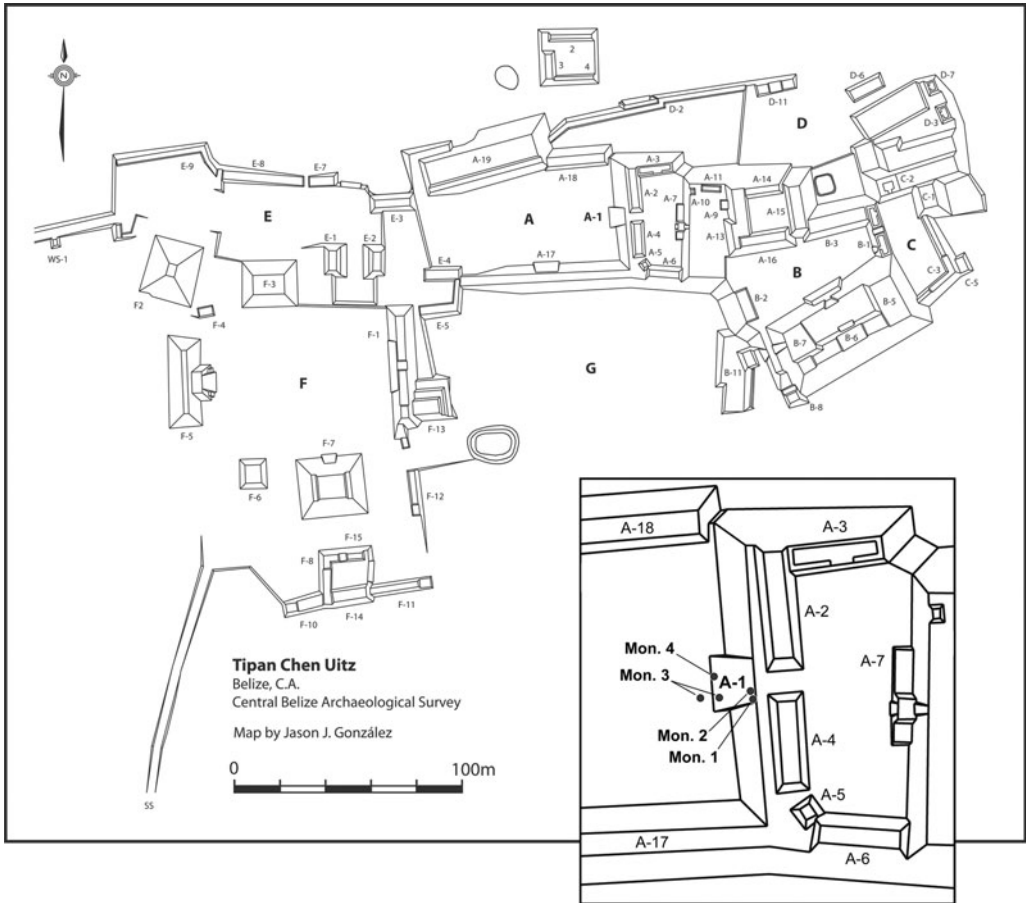 N
2
3 4
D-6
D-7
D-11
D-2
D-3
D
E-9
E-8
E-7
A-19
A-18
A-3
A-11
A-14
C-2
A-2
A-7
A-10
A-9
A-15
C-1
E
E-3
A
A-1
E-1
E-2
A-4
A-13
B-3
B-1
C
WS-1
A-5
A-17
A-6
A-16
E-4
B
C-3
C-5
F2
F-3
F-4
E-5
B-2
B-5
F-1
B-7
B-6
F
G
B-11
F-5
F-13
B-8
F-7
F-6
F-12
F-15
F-8
F-11
F-10
F-14
SS
Tipan Chen Uitz
Belize, C.A.
Central Belize Archaeological Survey
Map by Jason J. González
0 100m
A-18
A-3
A-2
Mon. 4
A-7
Mon. 3
A-1
Mon. 2
A-4
Mon. 1
A-5
A-17
A-6